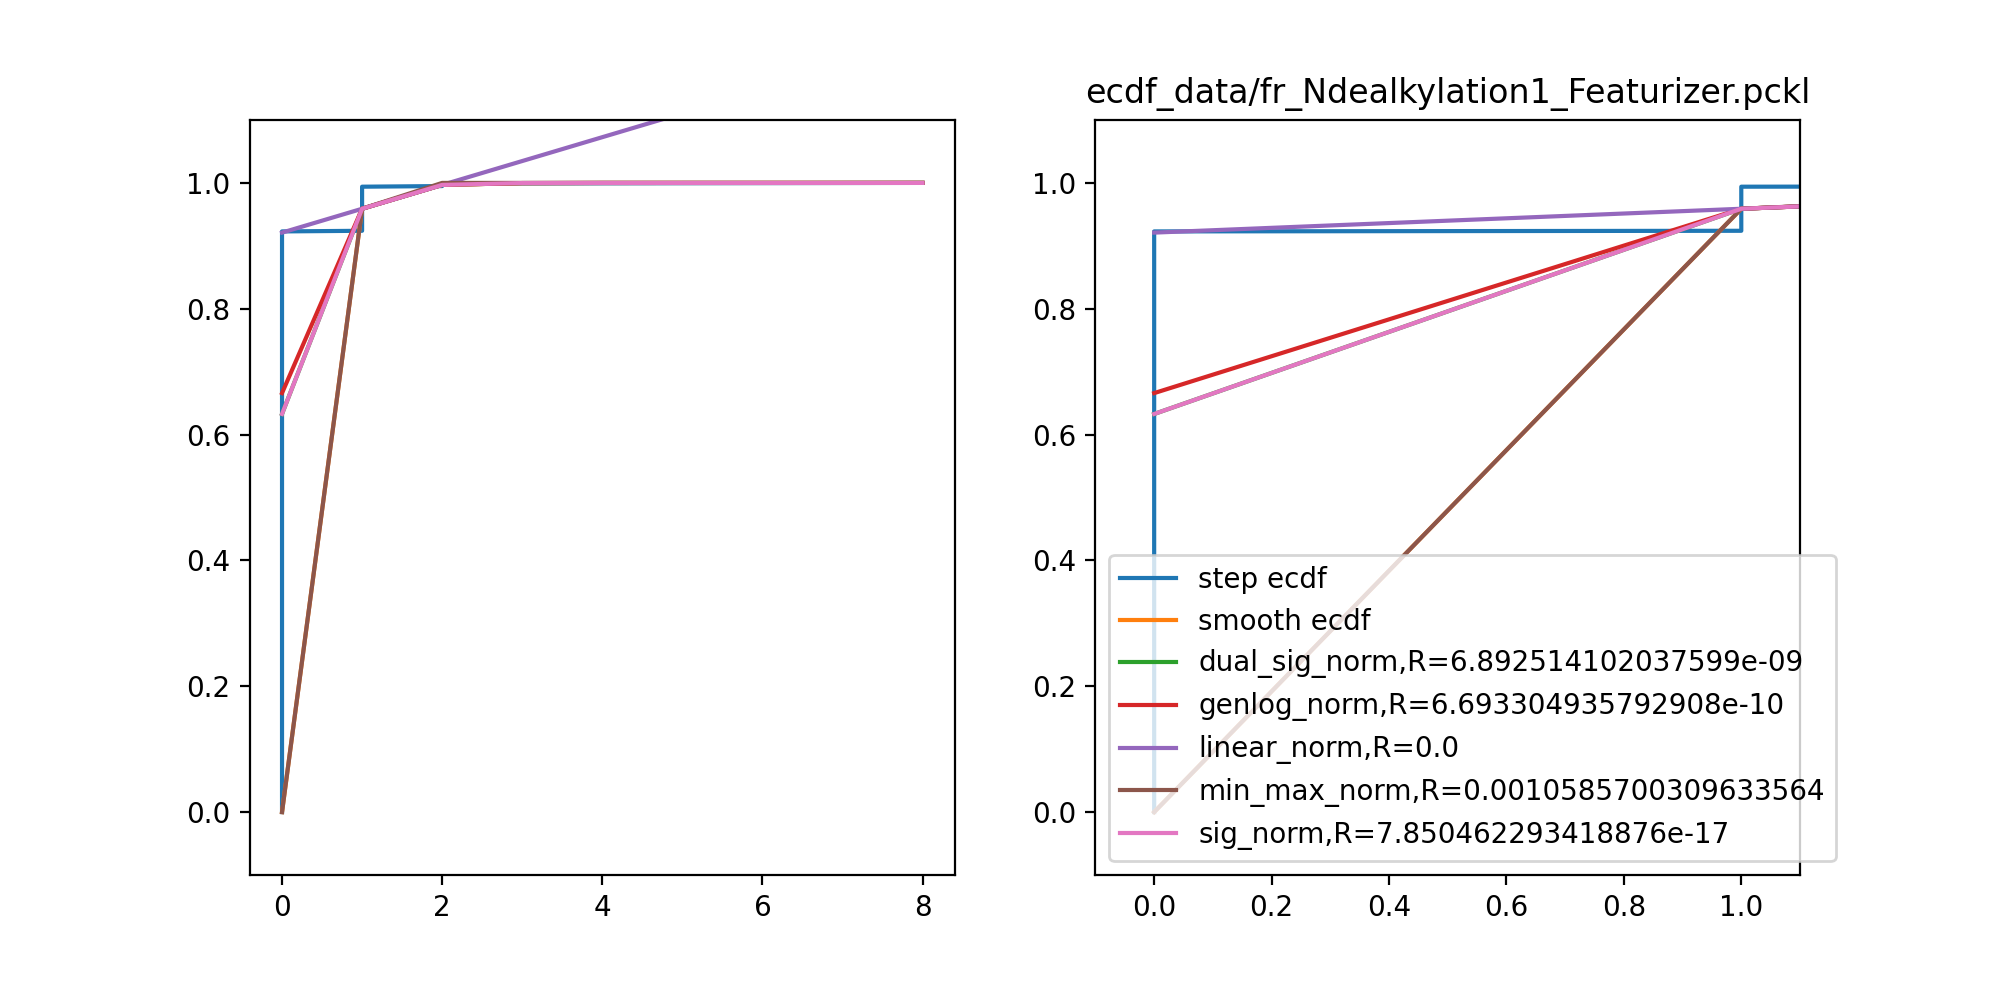 ecdf_data/fr_Ndealkylation1_Featurizer.pckl
1.0
0.8
0.6
0.4
0.2
0.0
0 2 4 6 8
1.0
0.8
0.6
0.4
0.2
0.0
0.0 0.2 0.4 0.6 0.8 1.0
step ecdf
smooth ecdf
dual_sig_norm,R=6.892514102037599e-09
genlog_norm,R=6.693304935792908e-10
linear_norm,R=0.0
min_max_norm,R=0.0010585700309633564
sig_norm,R=7.850462293418876e-17